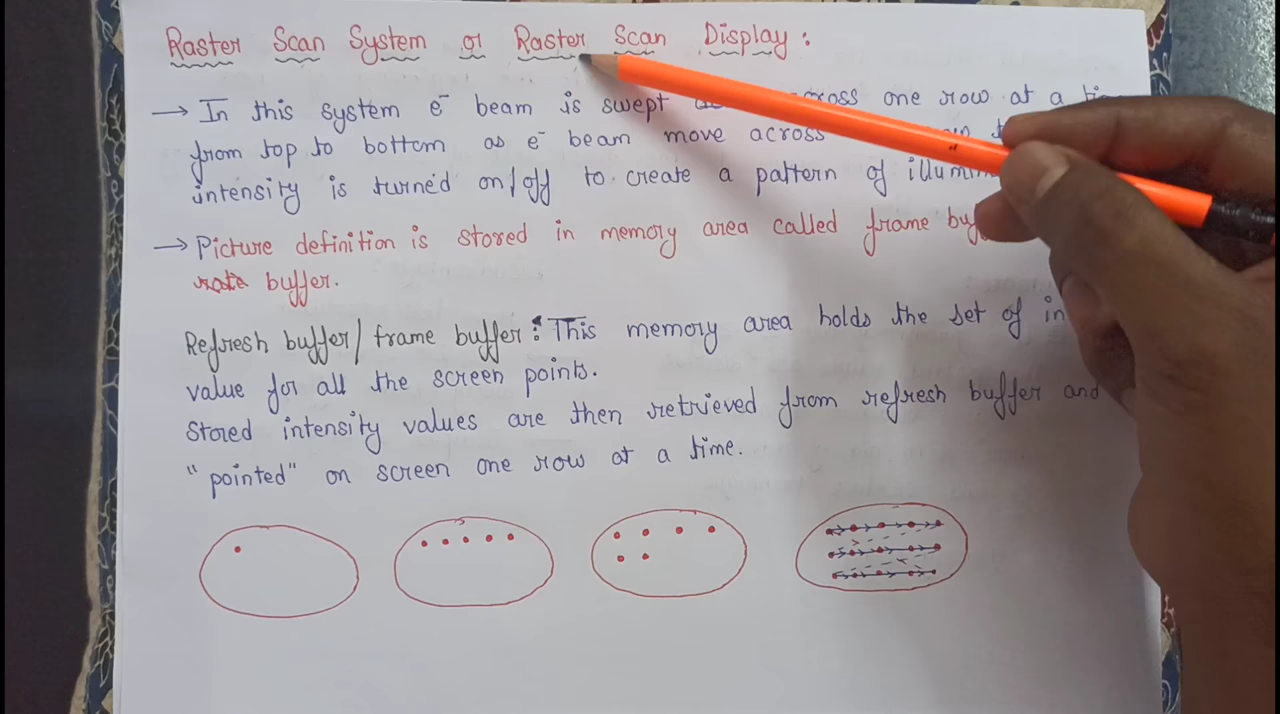 Raster Scan System or Raster Scan Display :
→ In this system e⁻ beam is swept across one row at a
from top to bottom as e⁻ beam move across
intensity is turned on/off to create a pattern of
→ Picture definition is stored in memory area called frame
rate buffer.
Refresh buffer/ frame buffer : This memory area holds the set of in
value for all the screen points.
Stored intensity values are then retrieved from refresh buffer and
"pointed" on screen one row at a time.